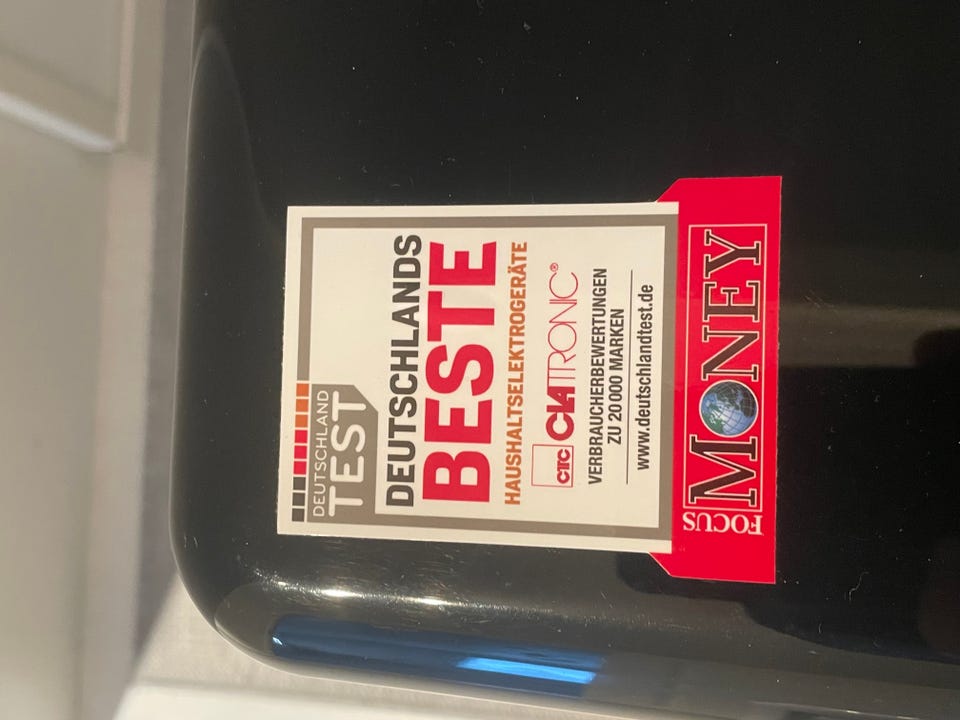 DEUTSCHLAND
TEST
DEUTSCHLANDS
BESTE
HAUSHALTSELEKTROGERÄTE
CTC CLATRONIC®
VERBRAUCHERBEWERTUNGEN
ZU 20 000 MARKEN
www.deutschlandtest.de
FOCUS
MONEY